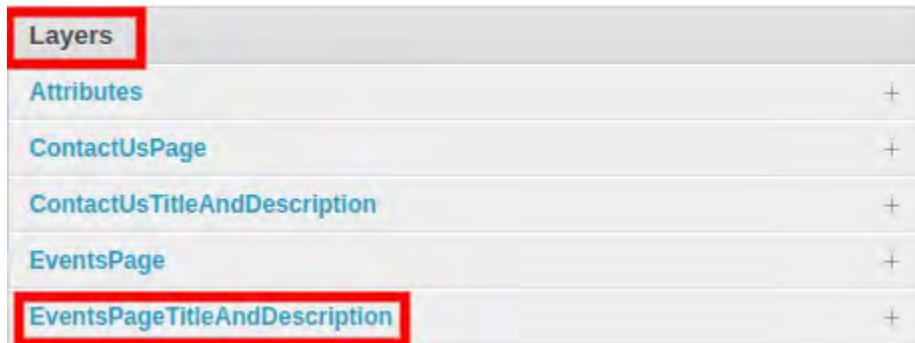 Layers
Attributes +
ContactUsPage +
ContactUsTitleAndDescription +
EventsPage +
EventsPageTitleAndDescription +